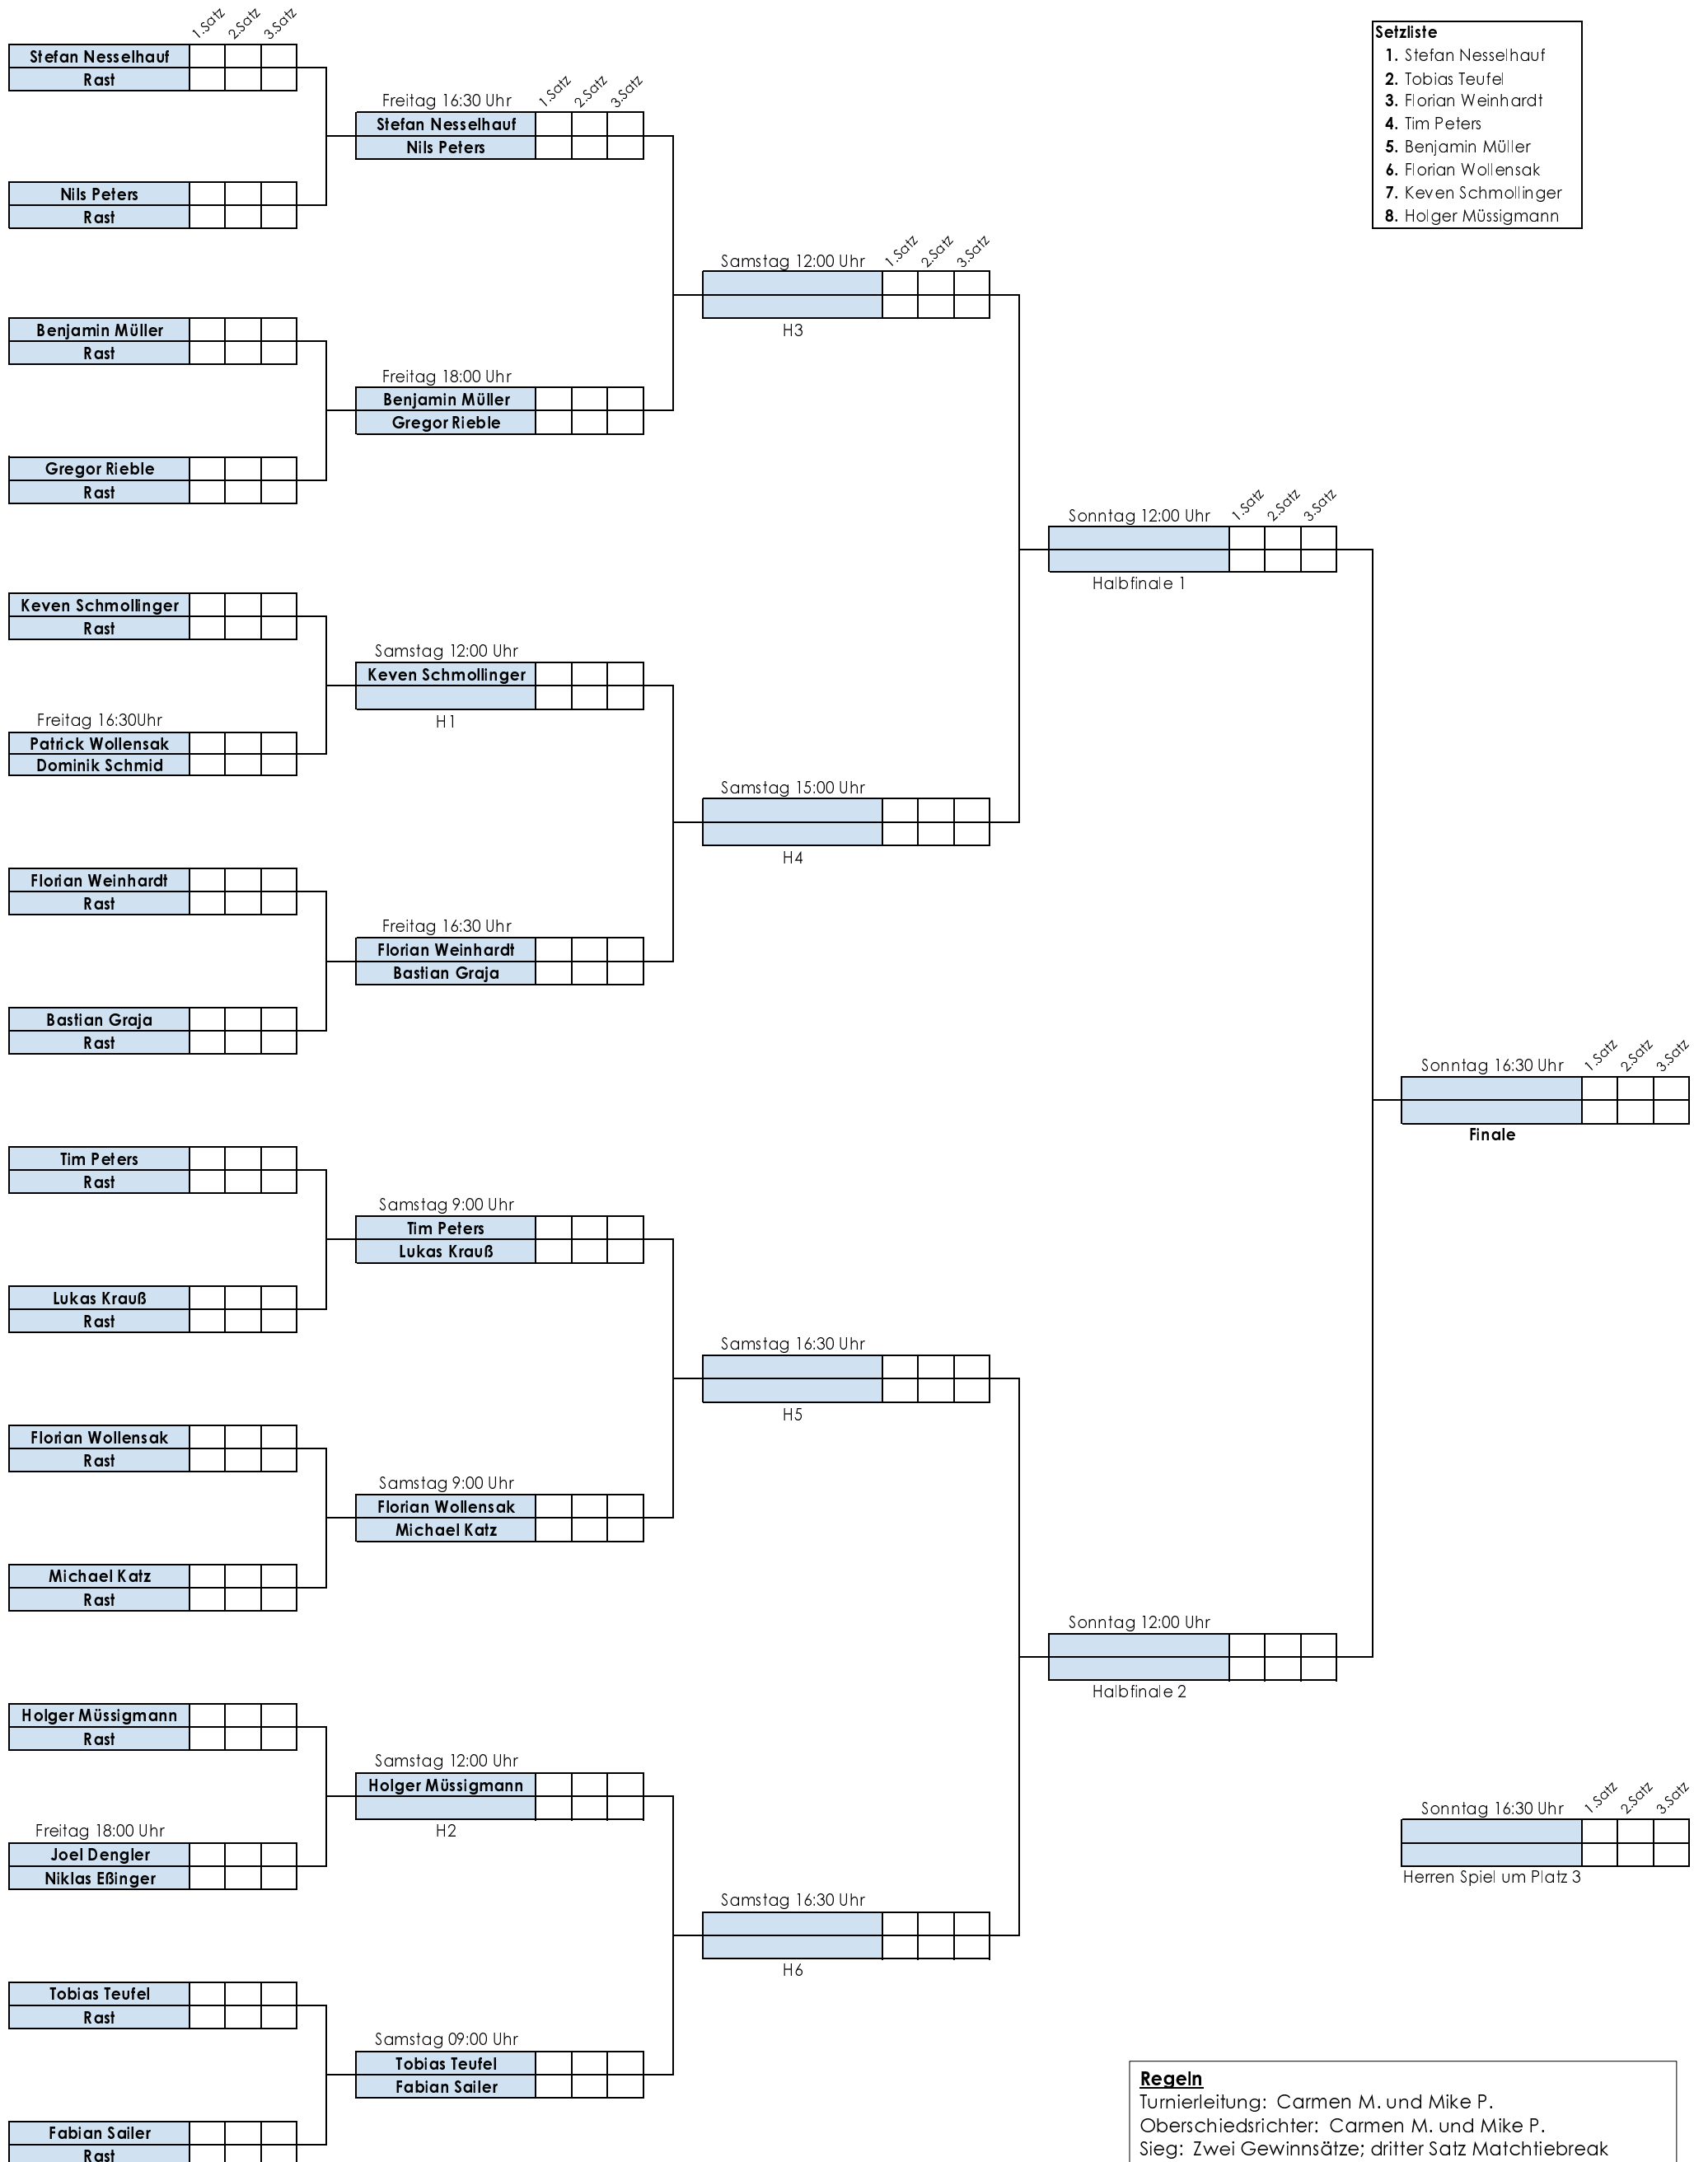 1.Satz 2.Satz 3.Satz
Stefan Nesselhauf
Rast
Nils Peters
Rast
Benjamin Müller
Rast
Gregor Rieble
Rast
Keven Schmollinger
Rast
Freitag 16:30Uhr
Patrick Wollensak
Dominik Schmid
Florian Weinhardt
Rast
Bastian Graja
Rast
Tim Peters
Rast
Lukas Krauß
Rast
Florian Wollensak
Rast
Michael Katz
Rast
Holger Müssigmann
Rast
Freitag 18:00 Uhr
Joel Dengler
Niklas Eßinger
Tobias Teufel
Rast
Fabian Sailer
Rast
Freitag 16:30 Uhr 1.Satz 2.Satz 3.Satz
Stefan Nesselhauf
Nils Peters
Freitag 18:00 Uhr
Benjamin Müller
Gregor Rieble
Samstag 12:00 Uhr
Keven Schmollinger
H1
Freitag 16:30 Uhr
Florian Weinhardt
Bastian Graja
Samstag 9:00 Uhr
Tim Peters
Lukas Krauß
Samstag 9:00 Uhr
Florian Wollensak
Michael Katz
Samstag 12:00 Uhr
Holger Müssigmann
H2
Samstag 09:00 Uhr
Tobias Teufel
Fabian Sailer
Samstag 12:00 Uhr 1.Satz 2.Satz 3.Satz
H3
Samstag 15:00 Uhr
H4
Samstag 16:30 Uhr
H5
Samstag 16:30 Uhr
H6
Sonntag 12:00 Uhr 1.Satz 2.Satz 3.Satz
Halbfinale 1
Sonntag 12:00 Uhr
Halbfinale 2
Setzliste
1. Stefan Nesselhauf
2. Tobias Teufel
3. Florian Weinhardt
4. Tim Peters
5. Benjamin Müller
6. Florian Wollensak
7. Keven Schmollinger
8. Holger Müssigmann
Sonntag 16:30 Uhr 1.Satz 2.Satz 3.Satz
Finale
Sonntag 16:30 Uhr 1.Satz 2.Satz 3.Satz
Herren Spiel um Platz 3
Regeln
Turnierleitung: Carmen M. und Mike P.
Oberschiedsrichter: Carmen M. und Mike P.
Sieg: Zwei Gewinnsätze; dritter Satz Matchtiebreak